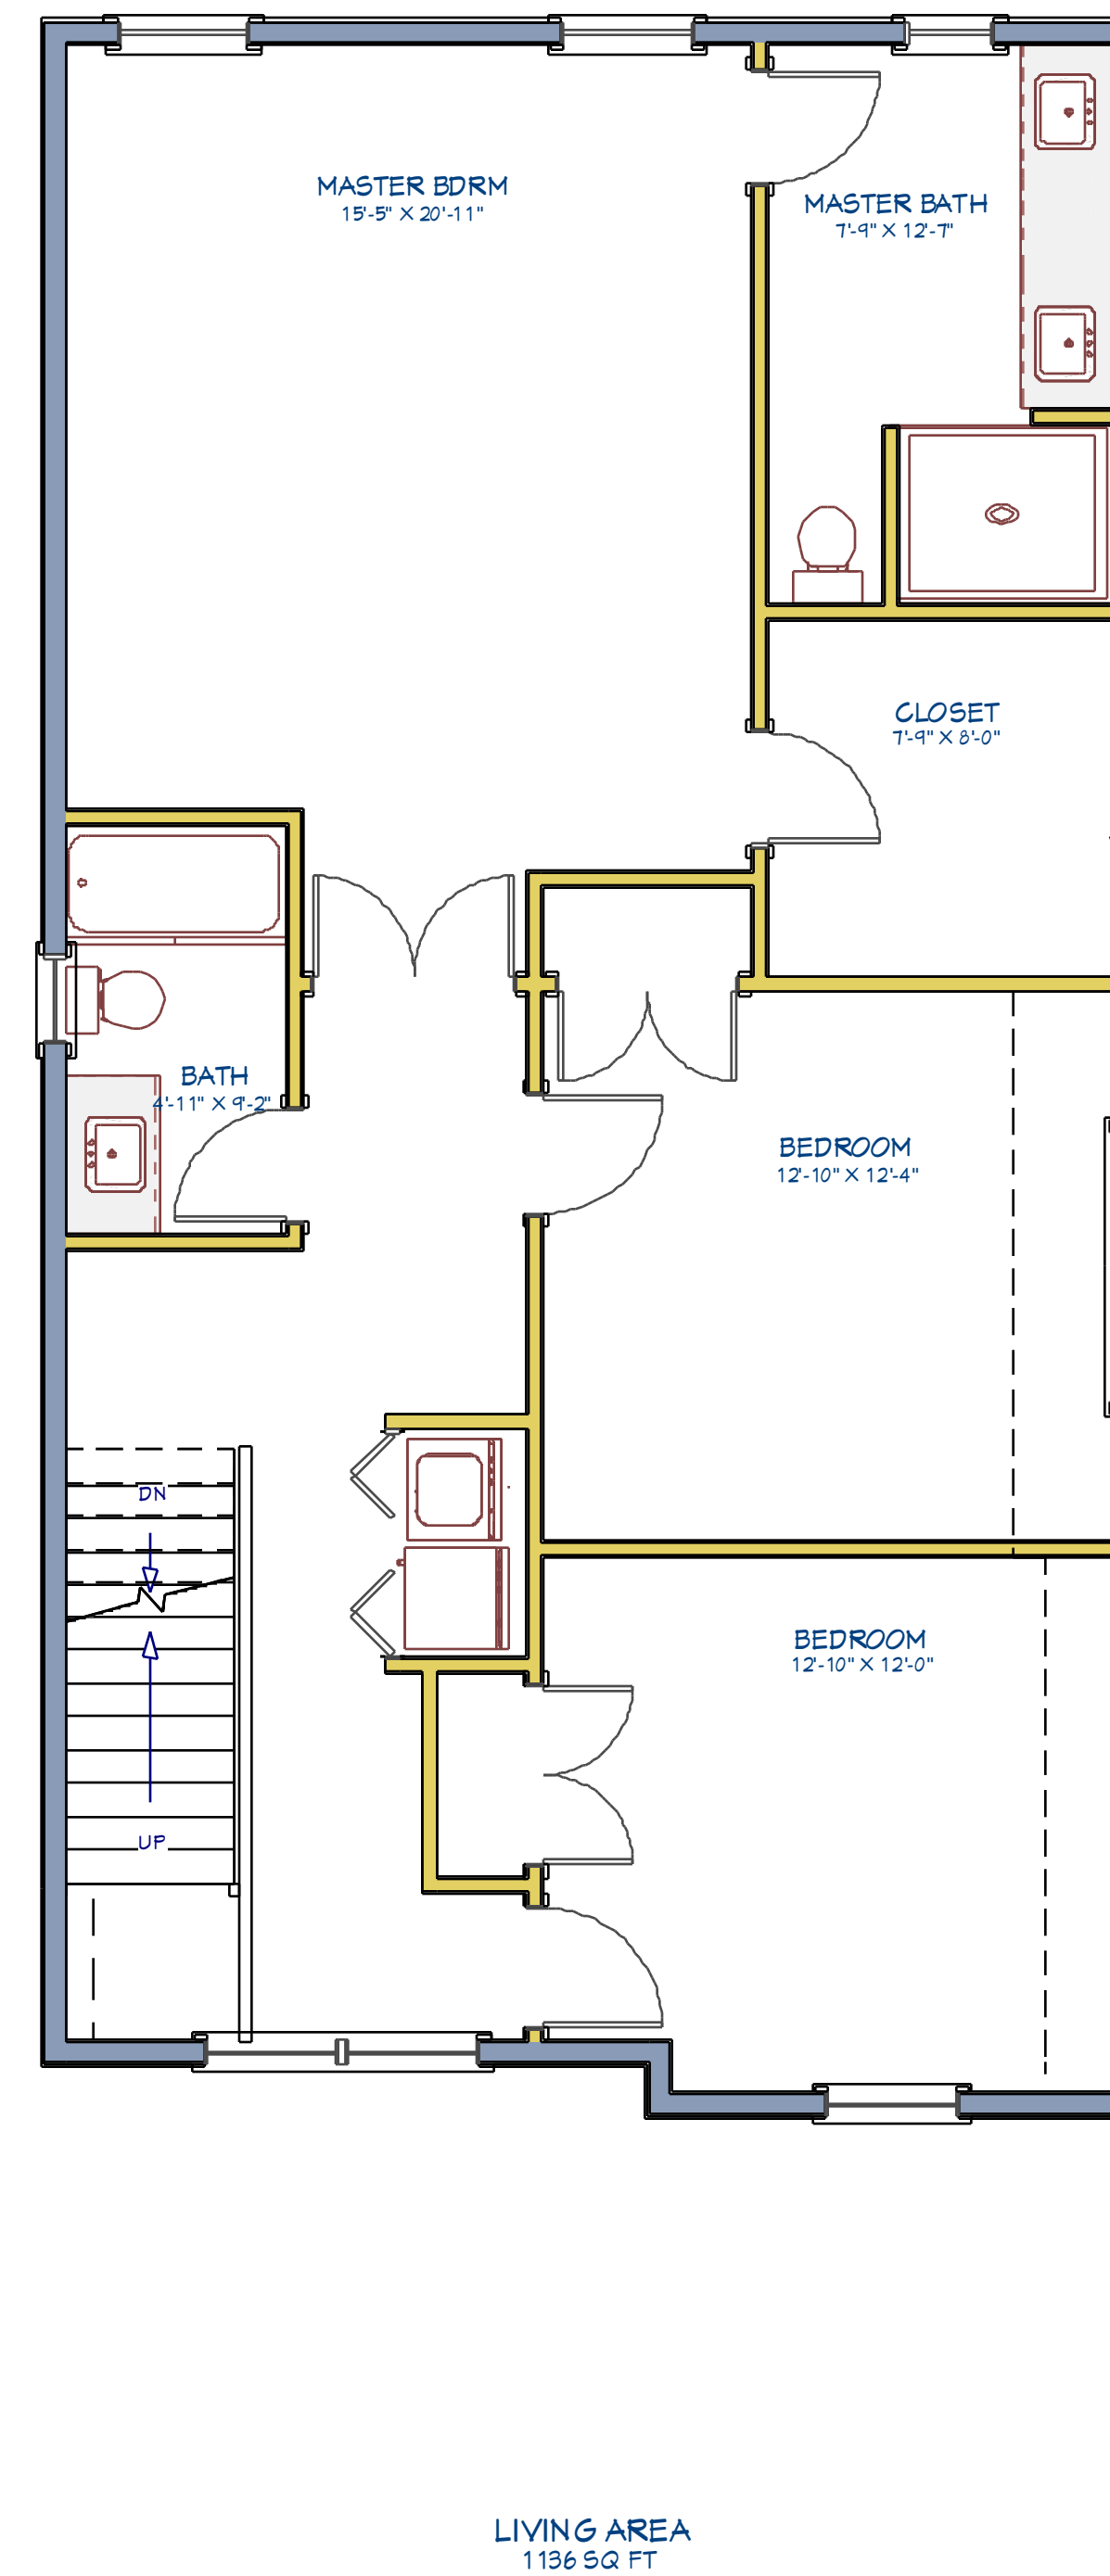 MASTER BDRM
15'-5" X 20'-11"
MASTER BATH
7'-9" X 12'-7"
CLOSET
7'-9" X 8'-0"
BATH
4'-11" X 9'-2"
BEDROOM
12'-10" X 12'-4"
DN
BEDROOM
12'-10" X 12'-0"
UP
LIVING AREA
1136 SQ FT